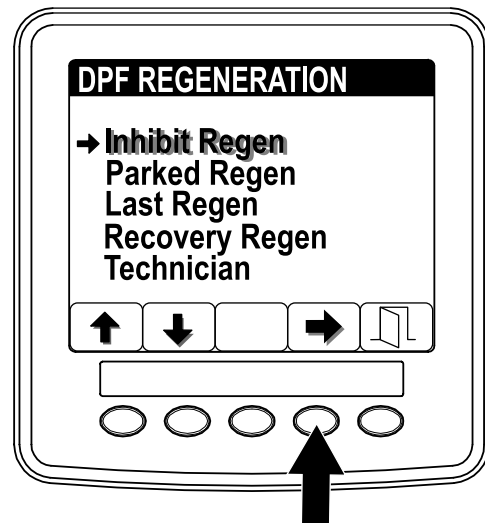 DPF REGENERATION
Inhibit Regen
Parked Regen
Last Regen
Recovery Regen
Technician